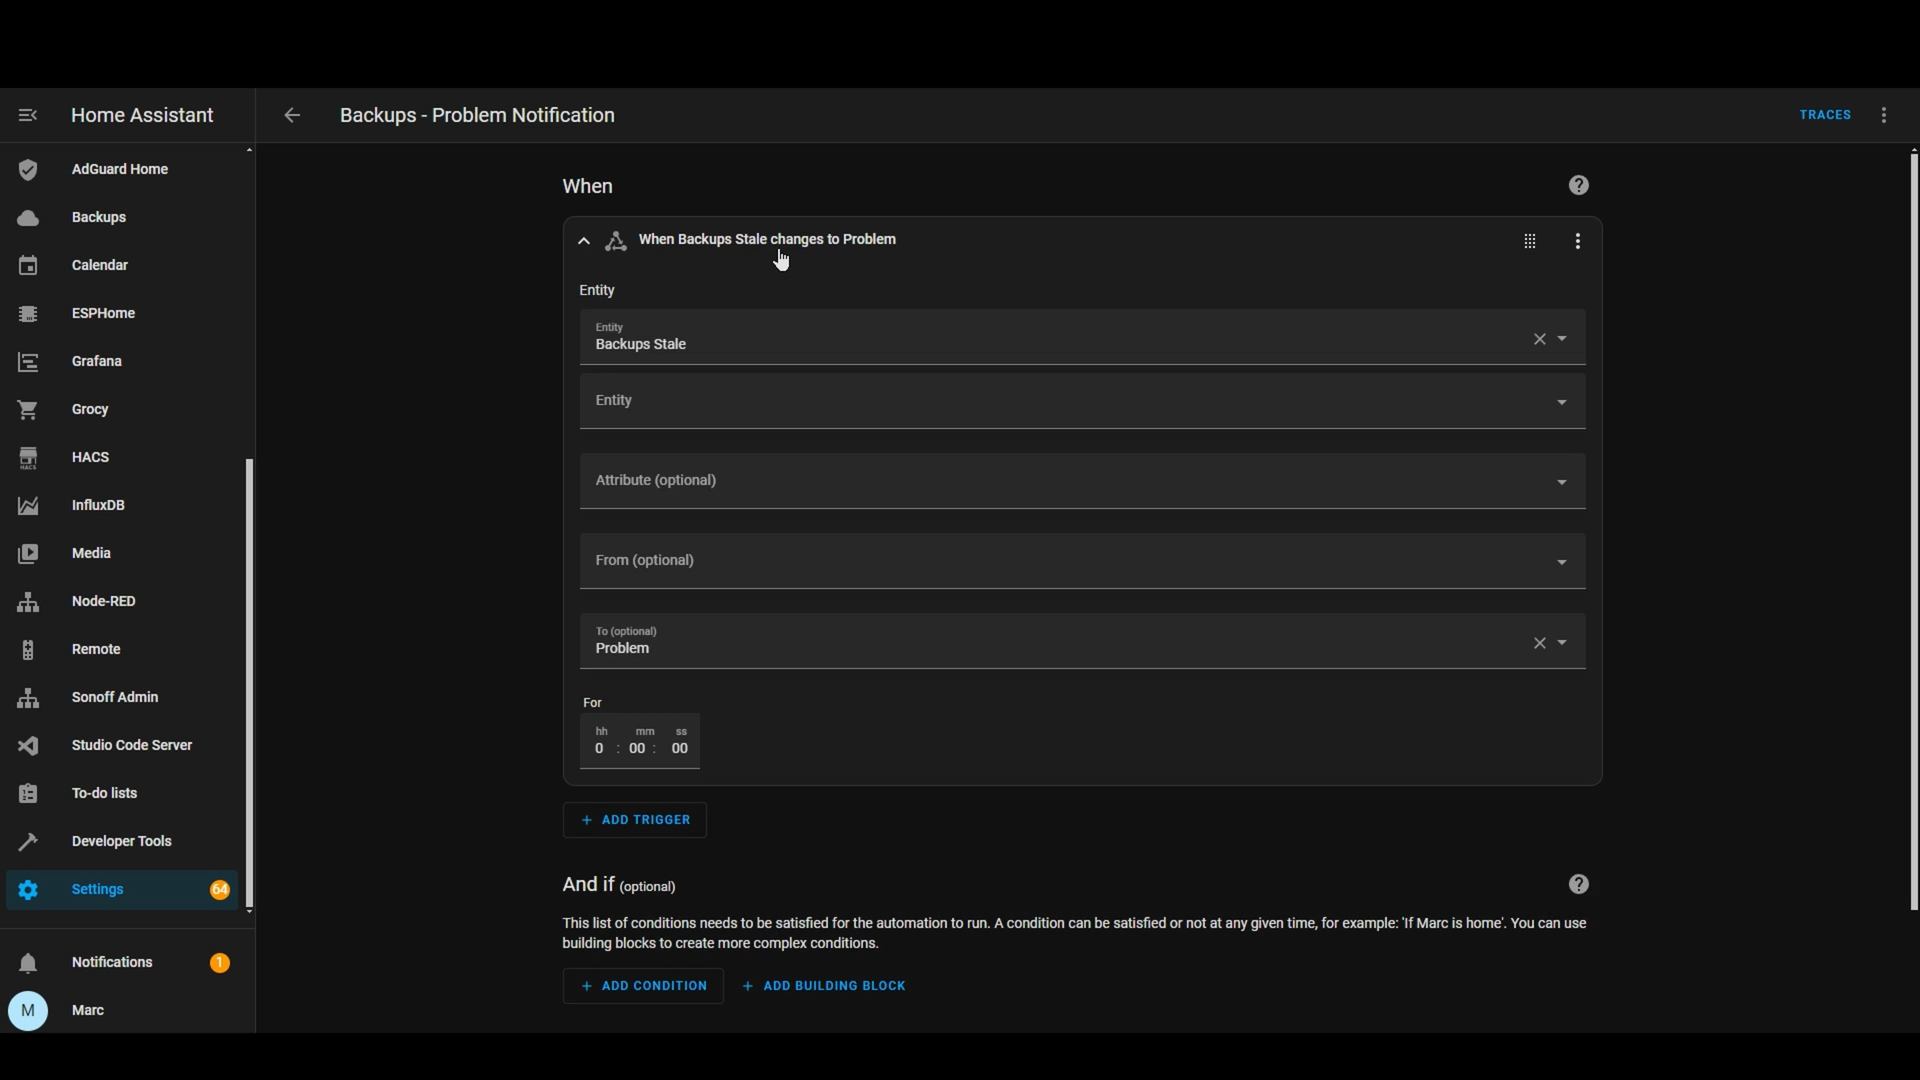 Home Assistant
Backups - Problem Notification
TRACES
AdGuard Home
Backups
Calendar
ESPHome
Grafana
Grocy
HACS
HACS
InfluxDB
Media
Node-RED
Remote
Sonoff Admin
Studio Code Server
To-do lists
Developer Tools
Settings 64
Notifications 1
M Marc
When
When Backups Stale changes to Problem
Entity
Entity
Backups Stale
Entity
Attribute (optional)
From (optional)
To (optional)
Problem
For
hh mm ss
0 : 00 : 00
+ ADD TRIGGER
And if (optional)
This list of conditions needs to be satisfied for the automation to run. A condition can be satisfied or not at any given time, for example: 'If Marc is home'. You can use
building blocks to create more complex conditions.
+ ADD CONDITION + ADD BUILDING BLOCK